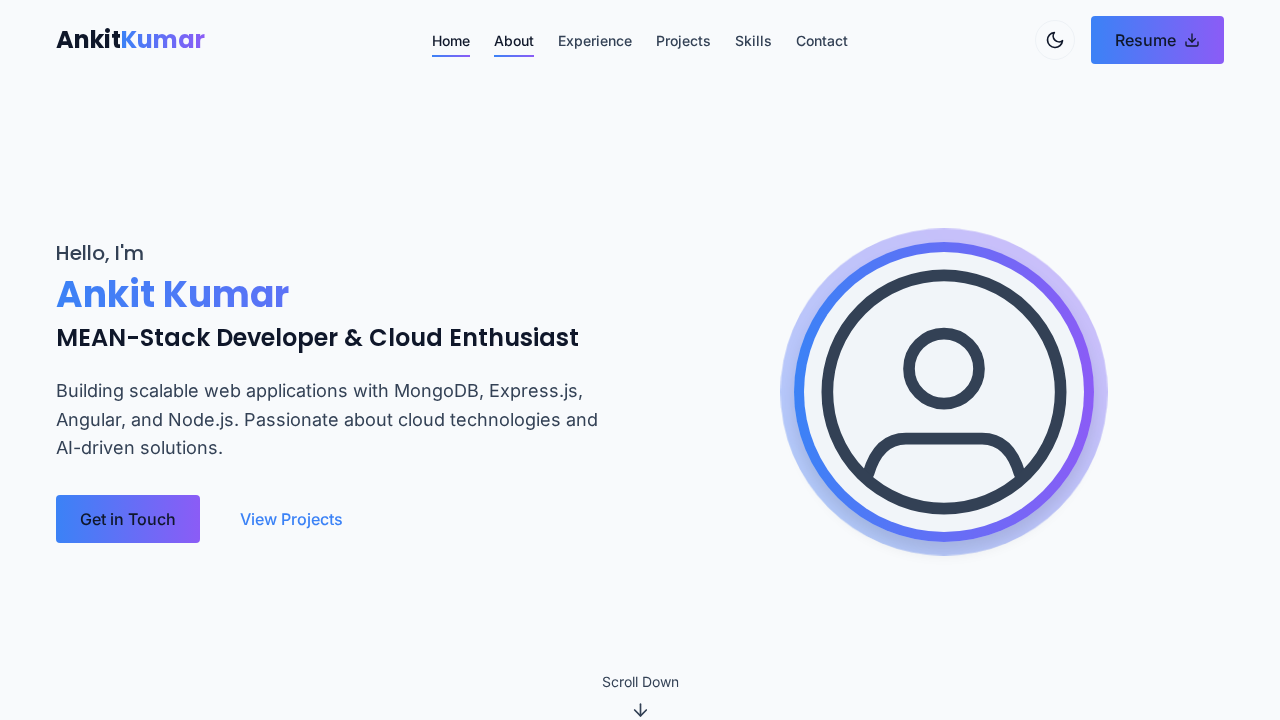 AnkitKumar
Home About Experience Projects Skills Contact
Resume
Hello, I'm
Ankit Kumar
MEAN-Stack Developer & Cloud Enthusiast
Building scalable web applications with MongoDB, Express.js,
Angular, and Node.js. Passionate about cloud technologies and
AI-driven solutions.
Get in Touch
View Projects
Scroll Down